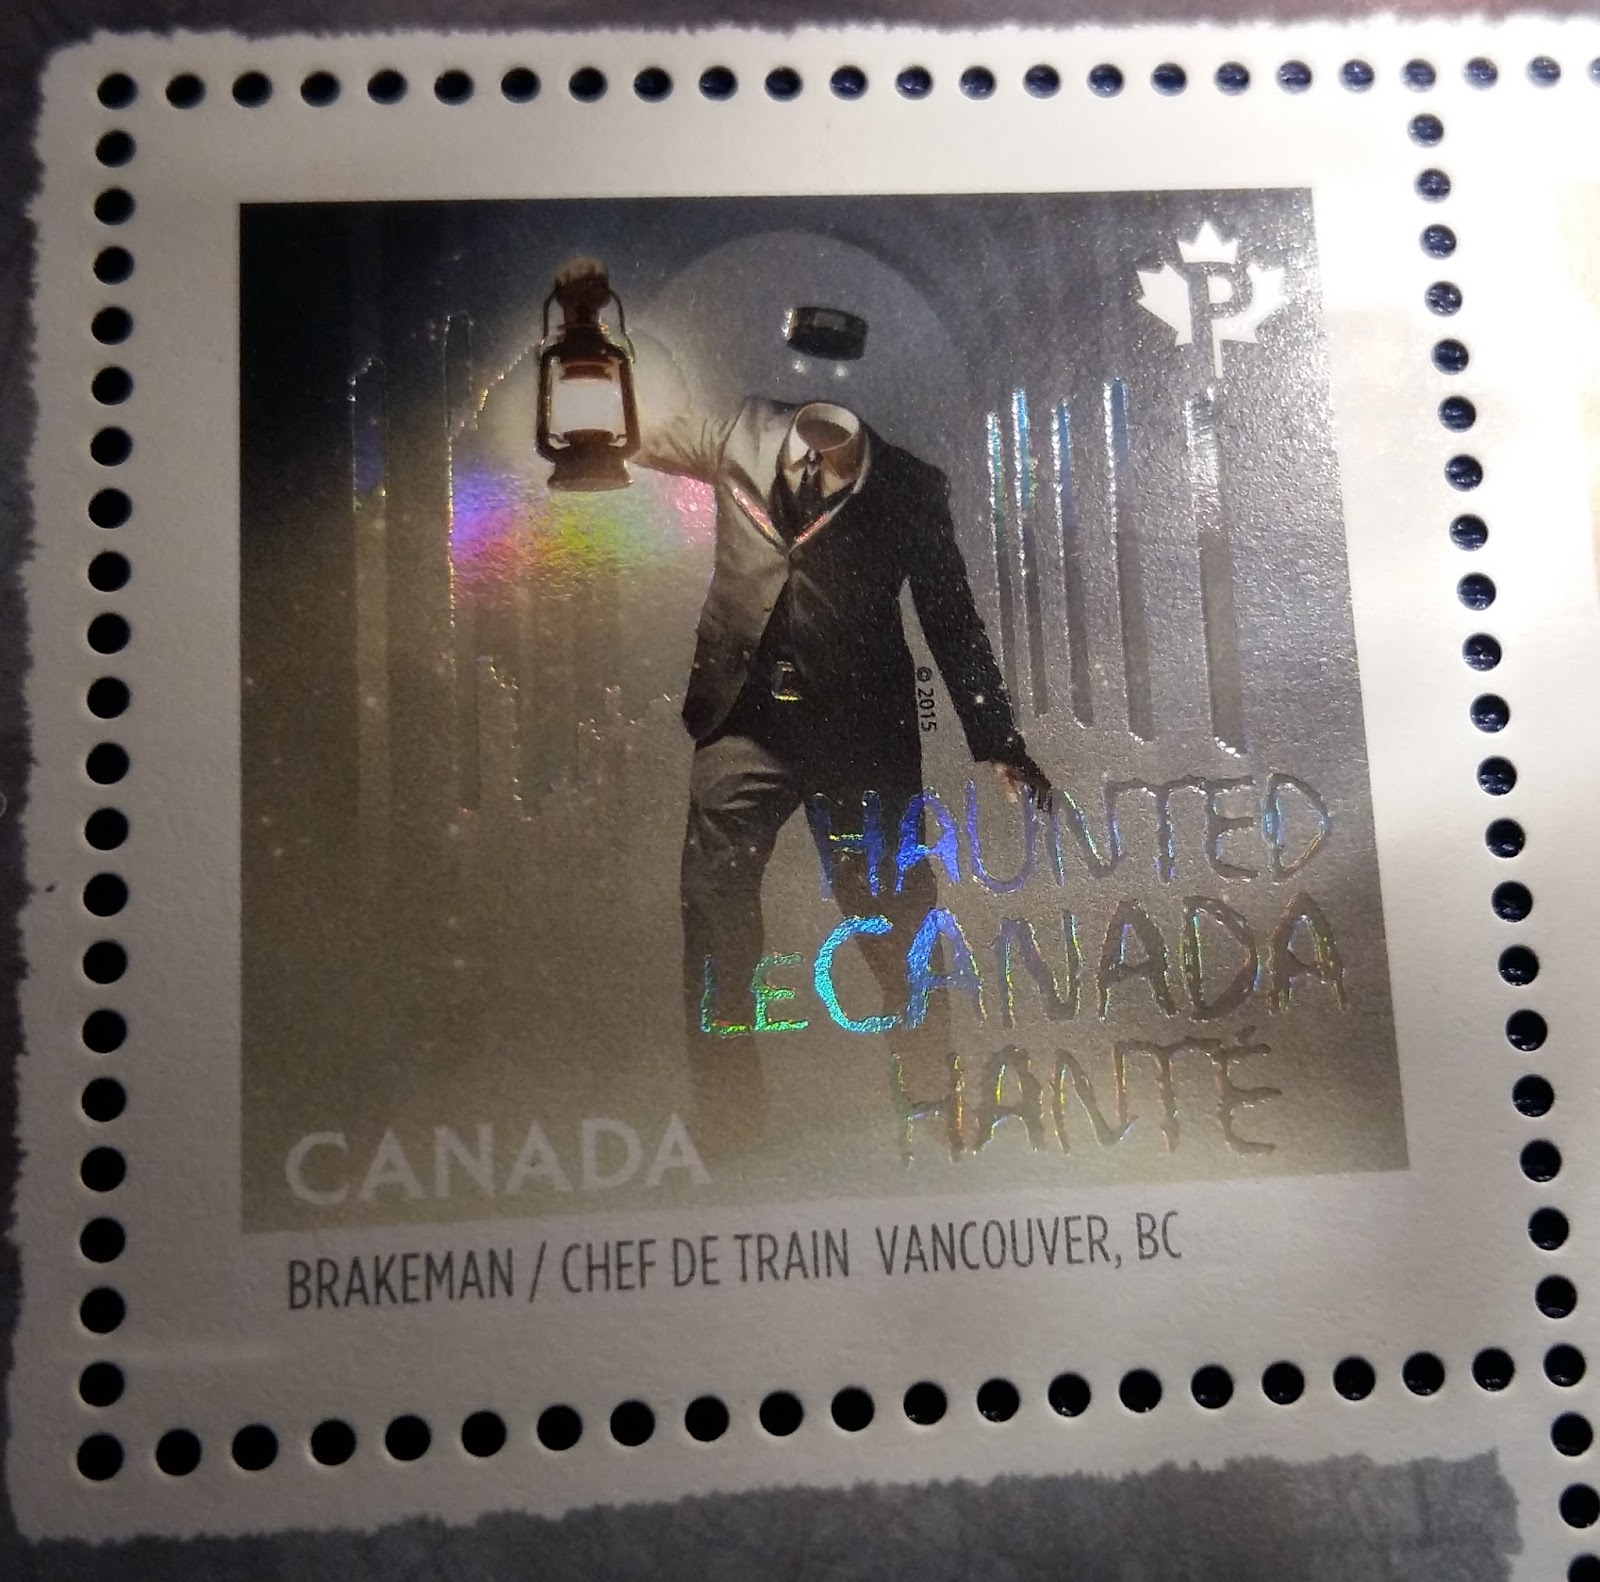 P
© 2015
HAUNTED
LE CANADA
HANTÉ
CANADA
BRAKEMAN / CHEF DE TRAIN VANCOUVER, BC